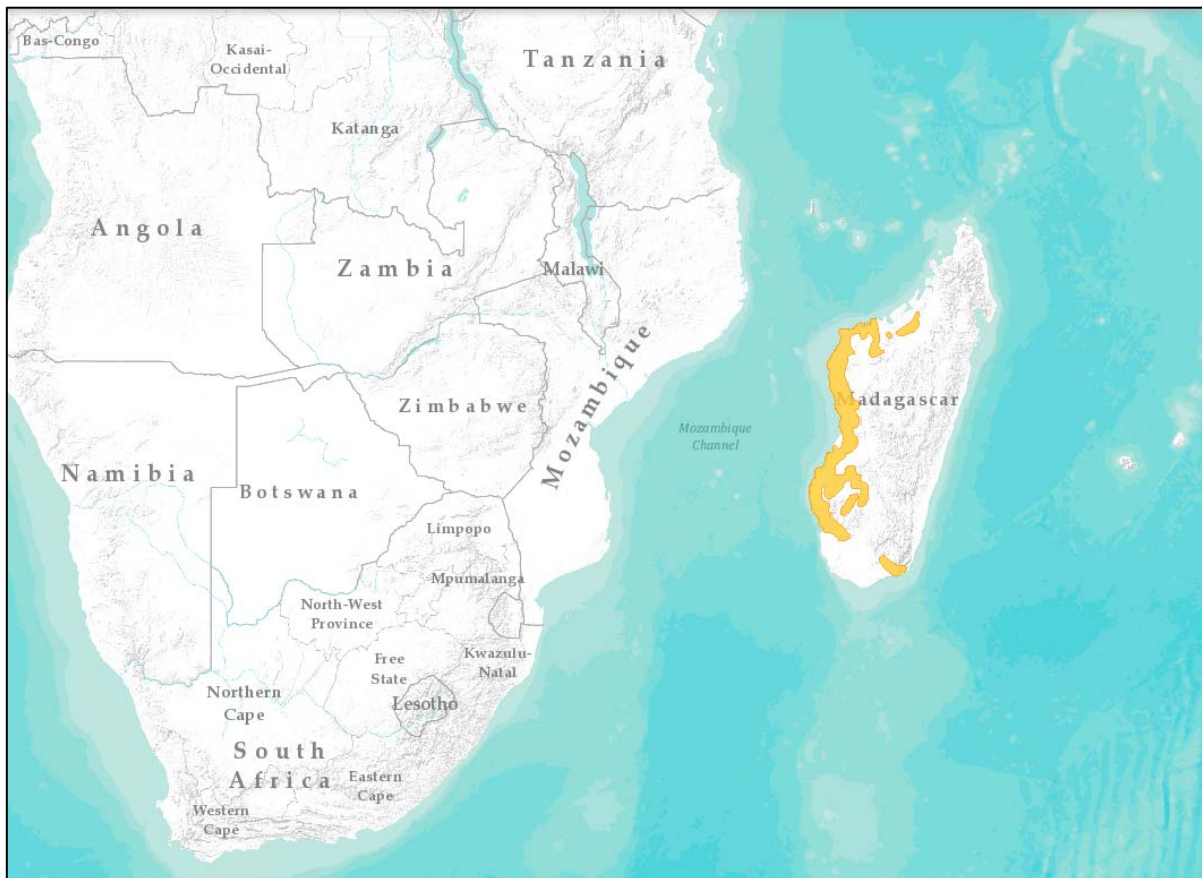 Bas-Congo
Kasai-
Occidental
Tanzania
Katanga
Angola
Zambia
Malawi
Mozambique
Madagascar
Zimbabwe
Mozambique
Channel
Namibia
Botswana
Limpopo
Mpumalanga
North-West
Province
Kwazulu-
Natal
Free
State
Northern
Cape
Lesotho
South
Africa
Eastern
Cape
Western
Cape